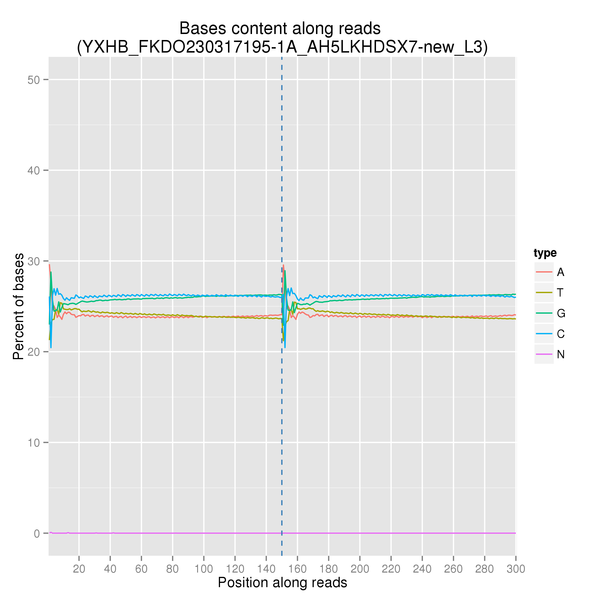 Bases content along reads
(YXHB_FKDO230317195-1A_AH5LKHDSX7-new_L3)
50
40
30
20
10
0
Percent of bases
20 40 60 80 100 120 140 160 180 200 220 240 260 280 300
Position along reads
type
A
T
G
C
N